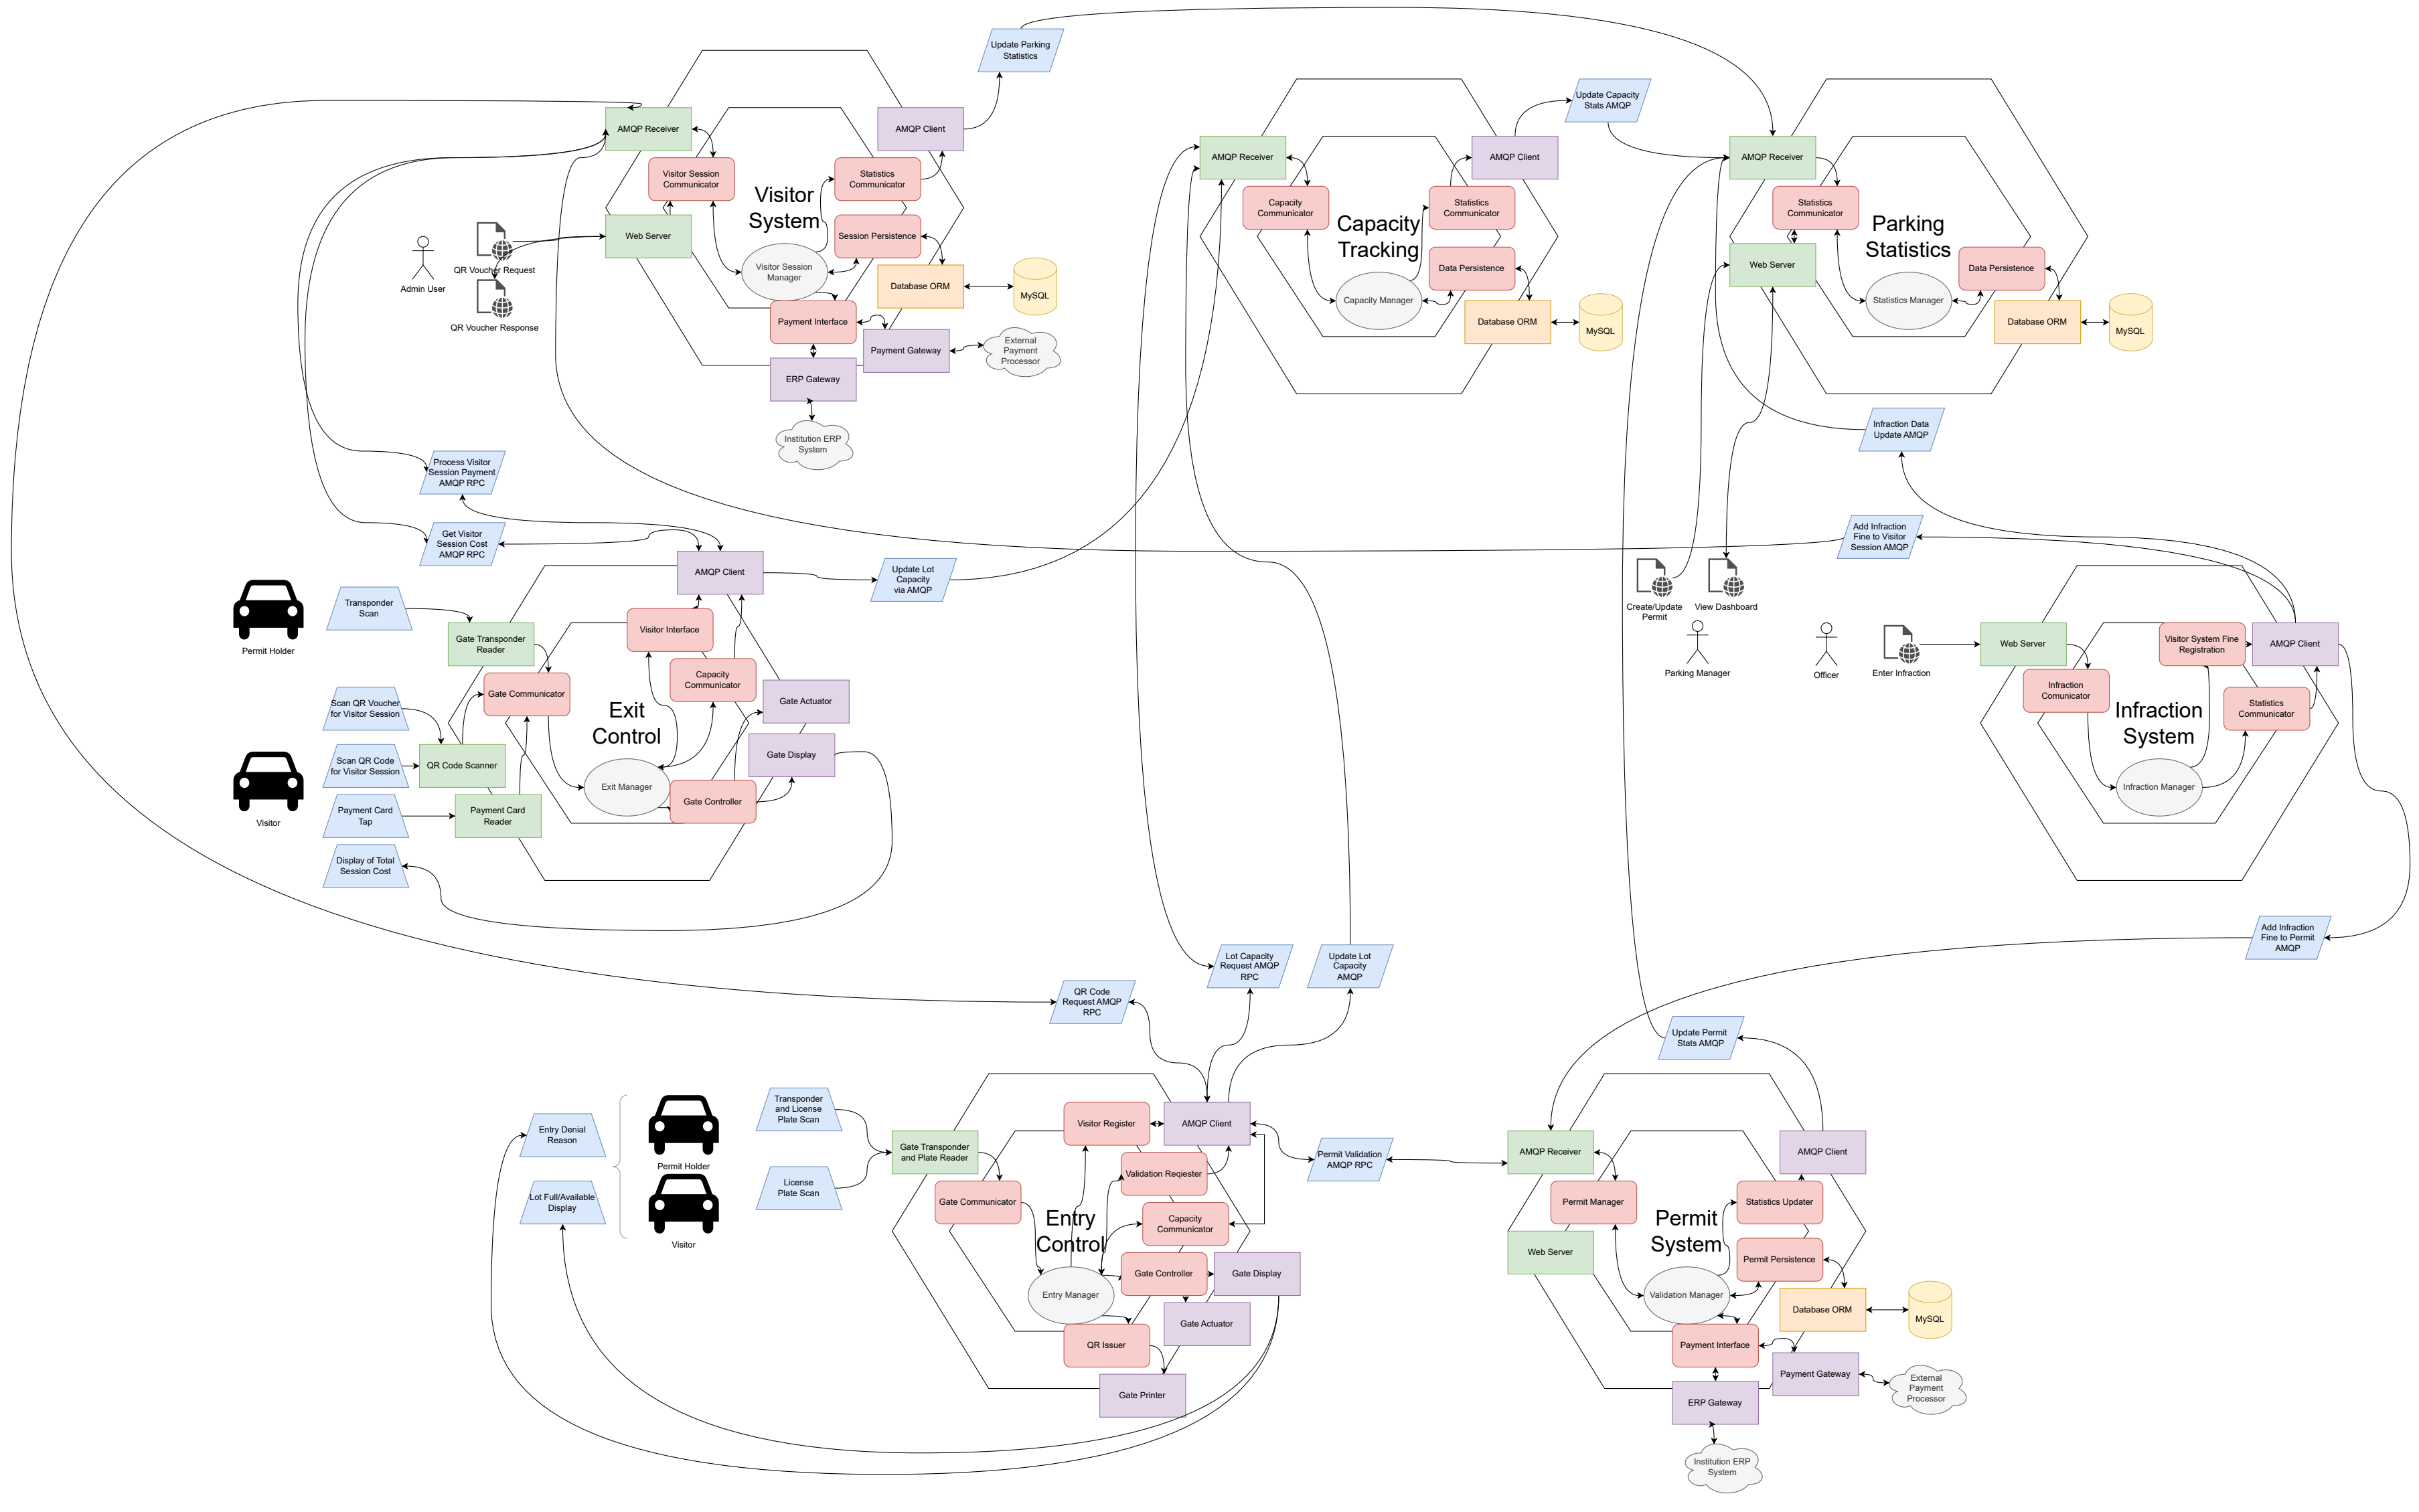 Update Parking
Statistics
AMQP Receiver
AMQP Client
Visitor Session
Communicator
Statistics
Communicator
Visitor
System
Web Server
Session Persistence
Visitor Session
Manager
Database ORM
MySQL
Payment Interface
Payment Gateway
External
Payment
Processor
ERP Gateway
Institution ERP
System
Admin User
QR Voucher Request
QR Voucher Response
Update Capacity
Stats AMQP
AMQP Receiver
AMQP Client
Capacity
Communicator
Statistics
Communicator
Capacity
Tracking
Data Persistence
Capacity Manager
Database ORM
MySQL
AMQP Receiver
Statistics
Communicator
Parking
Statistics
Web Server
Data Persistence
Statistics Manager
Database ORM
MySQL
Infraction Data
Update AMQP
Process Visitor
Session Payment
AMQP RPC
Get Visitor
Session Cost
AMQP RPC
Add Infraction
Fine to Visitor
Session AMQP
Update Lot
Capacity
via AMQP
Permit Holder
Transponder
Scan
Scan QR Voucher
for Visitor Session
Scan QR Code
for Visitor Session
Visitor
Payment Card
Tap
Display of Total
Session Cost
AMQP Client
Gate Transponder
Reader
Visitor Interface
Capacity
Communicator
Gate Communicator
Gate Actuator
Exit
Control
Gate Display
QR Code Scanner
Exit Manager
Gate Controller
Payment Card
Reader
Create/Update
Permit
View Dashboard
Parking Manager
Officer
Enter Infraction
Web Server
Visitor System Fine
Registration
AMQP Client
Infraction
Comunicator
Statistics
Communicator
Infraction
System
Infraction Manager
Add Infraction
Fine to Permit
AMQP
Lot Capacity
Request AMQP
RPC
Update Lot
Capacity
AMQP
QR Code
Request AMQP
RPC
Update Permit
Stats AMQP
Entry Denial
Reason
Lot Full/Available
Display
Permit Holder
Visitor
Transponder
and License
Plate Scan
License
Plate Scan
Gate Transponder
and Plate Reader
Visitor Register
AMQP Client
Validation Reqiester
Gate Communicator
Capacity
Communicator
Entry
Control
Gate Controller
Gate Display
Entry Manager
Gate Actuator
QR Issuer
Gate Printer
Permit Validation
AMQP RPC
AMQP Receiver
AMQP Client
Permit Manager
Statistics Updater
Permit
System
Web Server
Permit Persistence
Validation Manager
Database ORM
MySQL
Payment Interface
Payment Gateway
External
Payment
Processor
ERP Gateway
Institution ERP
System